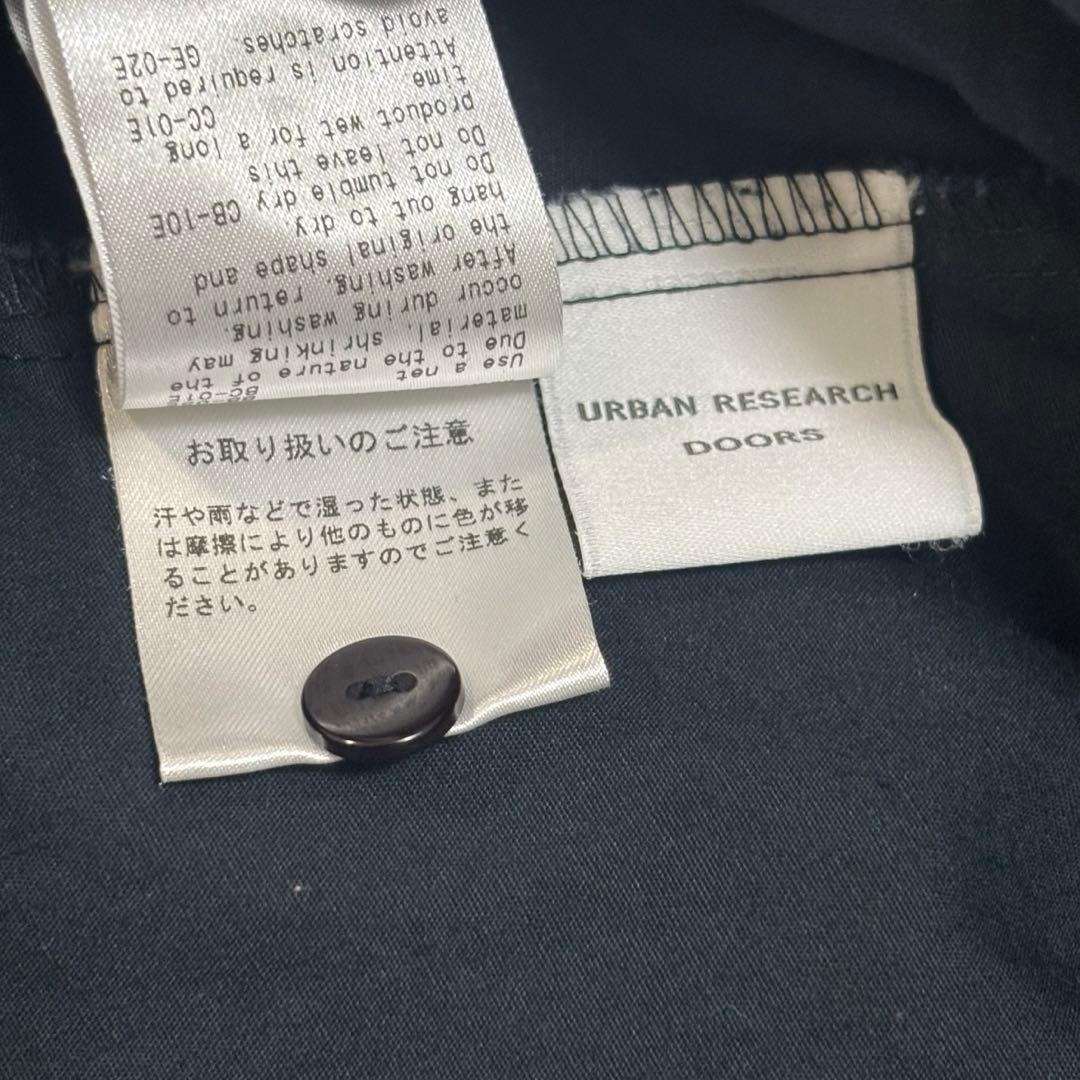 use a net
BC-01E
Due to the nature of the
material, shrinking may
occur during washing.
After washing, return to
the original shape and
hang out to dry.
CB-10E
Do not tumble dry
Do not leave this
product wet for a long
time
CC-01E
Attention is required to
avoid scratches.
GE-02E
URBAN RESEARCH
DOORS
お取り扱いのご注意
汗や雨などで湿った状態、また
は摩擦により他のものに色が移
ることがありますのでご注意く
ださい。